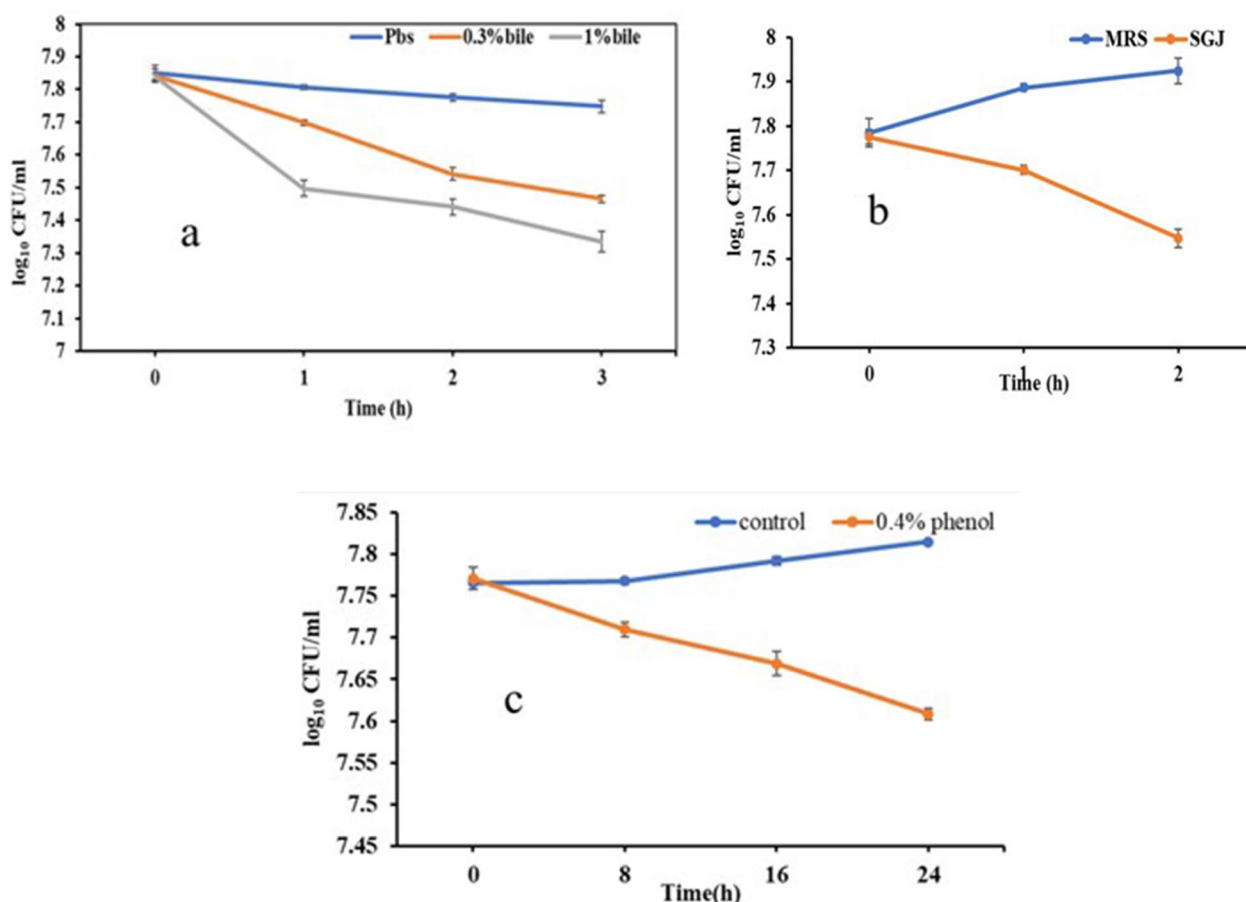 Pbs 0.3%bile 1%bile
8
7.9
7.8
7.7
7.6
7.5
7.4
7.3
7.2
7.1
7
log10 CFU/ml
a
0 1 2 3
Time (h)
MRS SGJ
8
7.9
7.8
7.7
7.6
7.5
7.4
7.3
log10 CFU/ml
b
0 1 2
Time (h)
control 0.4% phenol
7.85
7.8
7.75
7.7
7.65
7.6
7.55
7.5
7.45
log10 CFU/ml
c
0 8 16 24
Time(h)